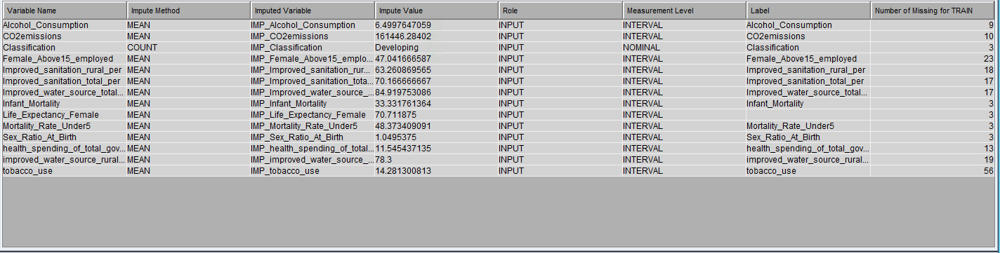 Variable Name Impute Method Imputed Variable Impute Value Role Measurement Level Label Number of Missing for TRAIN
Alcohol_Consumption MEAN IMP_Alcohol_Consumption 6.4997647059 INPUT INTERVAL Alcohol_Consumption 9
CO2emissions MEAN IMP_CO2emissions 161446.28402 INPUT INTERVAL CO2emissions 10
Classification COUNT IMP_Classification Developing INPUT NOMINAL Classification 3
Female_Above15_employed MEAN IMP_Female_Above15_emplo... 47.041666587 INPUT INTERVAL Female_Above15_employed 23
Improved_sanitation_rural_per MEAN IMP_Improved_sanitation_rur... 63.260869565 INPUT INTERVAL Improved_sanitation_rural_per 18
Improved_sanitation_total_per MEAN IMP_Improved_sanitation_tota... 70.166666667 INPUT INTERVAL Improved_sanitation_total_per 17
Improved_water_source_total... MEAN IMP_Improved_water_source_... 84.919753086 INPUT INTERVAL Improved_water_source_total... 17
Infant_Mortality MEAN IMP_Infant_Mortality 33.331761364 INPUT INTERVAL Infant_Mortality 3
Life_Expectancy_Female MEAN IMP_Life_Expectancy_Female 70.711875 INPUT INTERVAL 3
Mortality_Rate_Under5 MEAN IMP_Mortality_Rate_Under5 48.373409091 INPUT INTERVAL Mortality_Rate_Under5 3
Sex_Ratio_At_Birth MEAN IMP_Sex_Ratio_At_Birth 1.0495375 INPUT INTERVAL Sex_Ratio_At_Birth 3
health_spending_of_total_gov... MEAN IMP_health_spending_of_total... 11.545437135 INPUT INTERVAL health_spending_of_total_gov... 13
improved_water_source_rural... MEAN IMP_improved_water_source_... 78.3 INPUT INTERVAL improved_water_source_rural... 19
tobacco_use MEAN IMP_tobacco_use 14.281300813 INPUT INTERVAL tobacco_use 56